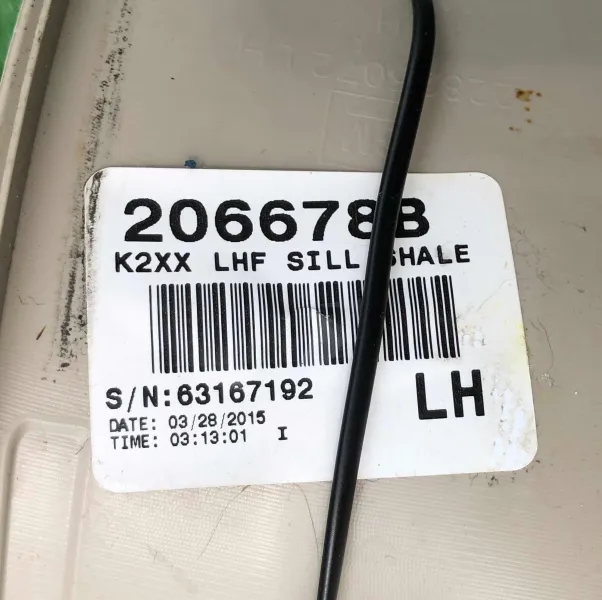 206678B
K2XX LHF SILL SHALE
S/N:63167192
LH
DATE: 03/28/2015
TIME: 03:13:01 I